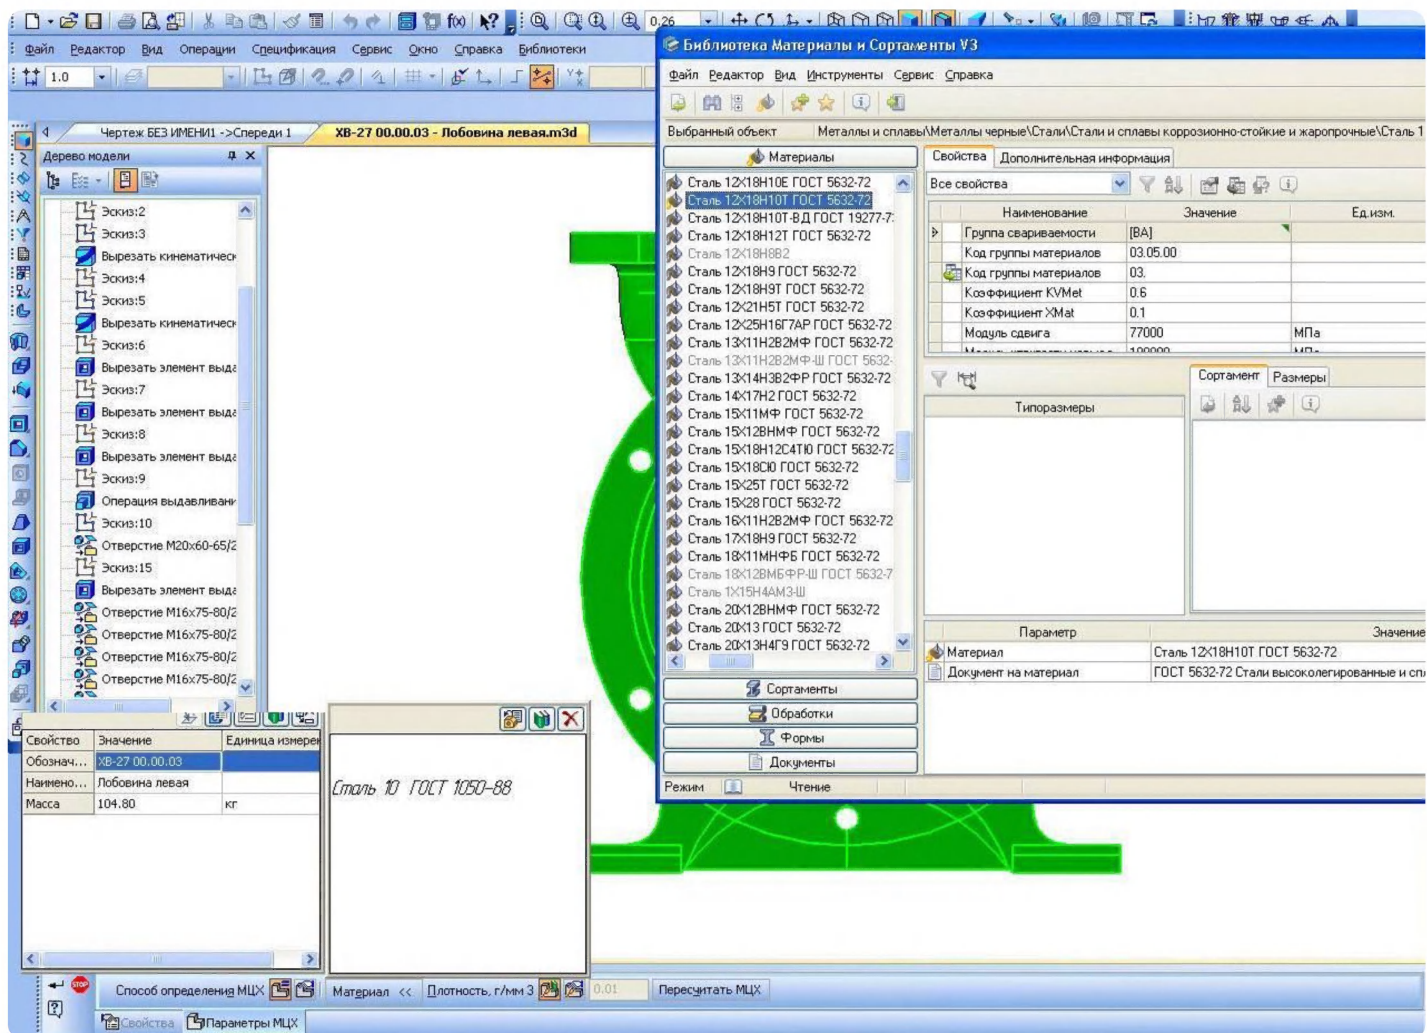 0.26
Файл Редактор Вид Операции Спецификация Сервис Окно Справка Библиотеки
1.0
Чертеж БЕЗ ИМЕНИ1 ->Спереди 1
ХВ-27 00.00.03 - Лобовина левая.m3d
Дерево модели
Эскиз:2
Эскиз:3
Вырезать кинематическ
Эскиз:4
Эскиз:5
Вырезать кинематическ
Эскиз:6
Вырезать элемент выда
Эскиз:7
Вырезать элемент выда
Эскиз:8
Вырезать элемент выда
Эскиз:9
Операция выдавливани
Эскиз:10
Отверстие М20х60-65/2
Эскиз:15
Вырезать элемент выда
Отверстие М16х75-80/2
Отверстие М16х75-80/2
Отверстие М16х75-80/2
Отверстие М16х75-80/2
Свойство Значение Единица измерен
Обознач... ХВ-27 00.00.03
Наимено... Лобовина левая
Масса 104.80 кг
Сталь 10 ГОСТ 1050-88
Библиотека Материалы и Сортаменты V3
Файл Редактор Вид Инструменты Сервис Справка
Выбранный объект Металлы и сплавы\Металлы черные\Стали\Стали и сплавы коррозионно-стойкие и жаропрочные\Сталь 1
Материалы
Сталь 12Х18Н10Е ГОСТ 5632-72
Сталь 12Х18Н10Т ГОСТ 5632-72
Сталь 12Х18Н10Т-ВД ГОСТ 19277-7
Сталь 12Х18Н12Т ГОСТ 5632-72
Сталь 12Х18Н8В2
Сталь 12Х18Н9 ГОСТ 5632-72
Сталь 12Х18Н9Т ГОСТ 5632-72
Сталь 12Х21Н5Т ГОСТ 5632-72
Сталь 12Х25Н16Г7АР ГОСТ 5632-72
Сталь 13Х11Н2В2МФ ГОСТ 5632-72
Сталь 13Х11Н2В2МФ-Ш ГОСТ 5632-
Сталь 13Х14Н3В2ФР ГОСТ 5632-72
Сталь 14Х17Н2 ГОСТ 5632-72
Сталь 15Х11МФ ГОСТ 5632-72
Сталь 15Х12ВНМФ ГОСТ 5632-72
Сталь 15Х18Н12С4ТЮ ГОСТ 5632-72
Сталь 15Х18СЮ ГОСТ 5632-72
Сталь 15Х25Т ГОСТ 5632-72
Сталь 15Х28 ГОСТ 5632-72
Сталь 16Х11Н2В2МФ ГОСТ 5632-72
Сталь 17Х18Н9 ГОСТ 5632-72
Сталь 18Х11МНФБ ГОСТ 5632-72
Сталь 18Х12ВМБФР-Ш ГОСТ 5632-7
Сталь 1Х15Н4АМ3-Ш
Сталь 20Х12ВНМФ ГОСТ 5632-72
Сталь 20Х13 ГОСТ 5632-72
Сталь 20Х13Н4Г9 ГОСТ 5632-72
Сортаменты
Обработки
Формы
Документы
Режим Чтение
Свойства Дополнительная информация
Все свойства
Наименование Значение Ед.изм.
Группа свариваемости [BA]
Код группы материалов 03.05.00
Код группы материалов 03.
Коэффициент KVMet 0.6
Коэффициент XMat 0.1
Модуль сдвига 77000 МПа
Типоразмеры
Сортамент Размеры
Параметр Значение
Материал Сталь 12Х18Н10Т ГОСТ 5632-72
Документ на материал ГОСТ 5632-72 Стали высоколегированные и спл
Способ определения МЦХ Материал << Плотность, г/мм 3 0.01 Пересчитать МЦХ
Свойства Параметры МЦХ